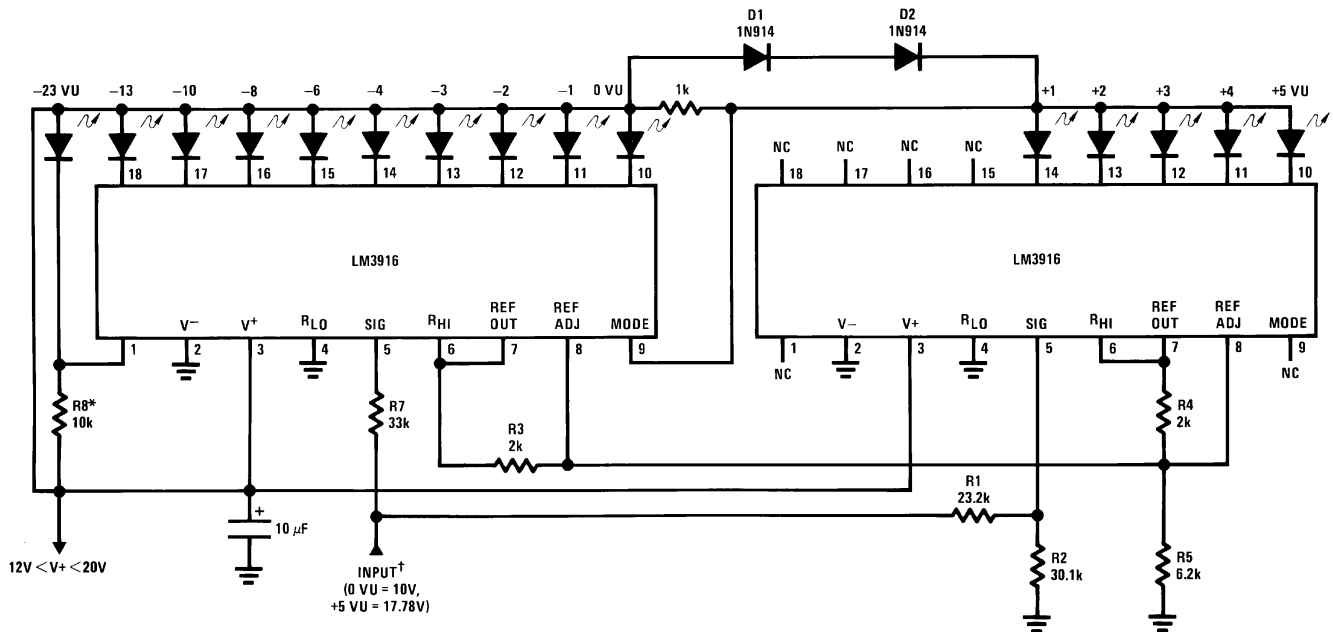 D1
1N914
D2
1N914
−23 VU −13 −10 −8 −6 −4 −3 −2 −1 0 VU 1k +1 +2 +3 +4 +5 VU
NC NC NC NC
18 17 16 15 14 13 12 11 10
18 17 16 15 14 13 12 11 10
LM3916
LM3916
V− V+ RLO SIG RHI REF OUT REF ADJ MODE
V− V+ RLO SIG RHI REF OUT REF ADJ MODE
1 2 3 4 5 6 7 8 9
1 2 3 4 5 6 7 8 9
NC NC
R8*
10k
R7
33k
R3
2k
R4
2k
R1
23.2k
+
10 μF
R2
30.1k
R5
6.2k
12V < V+ < 20V
INPUT†
(0 VU = 10V,
+5 VU = 17.78V)